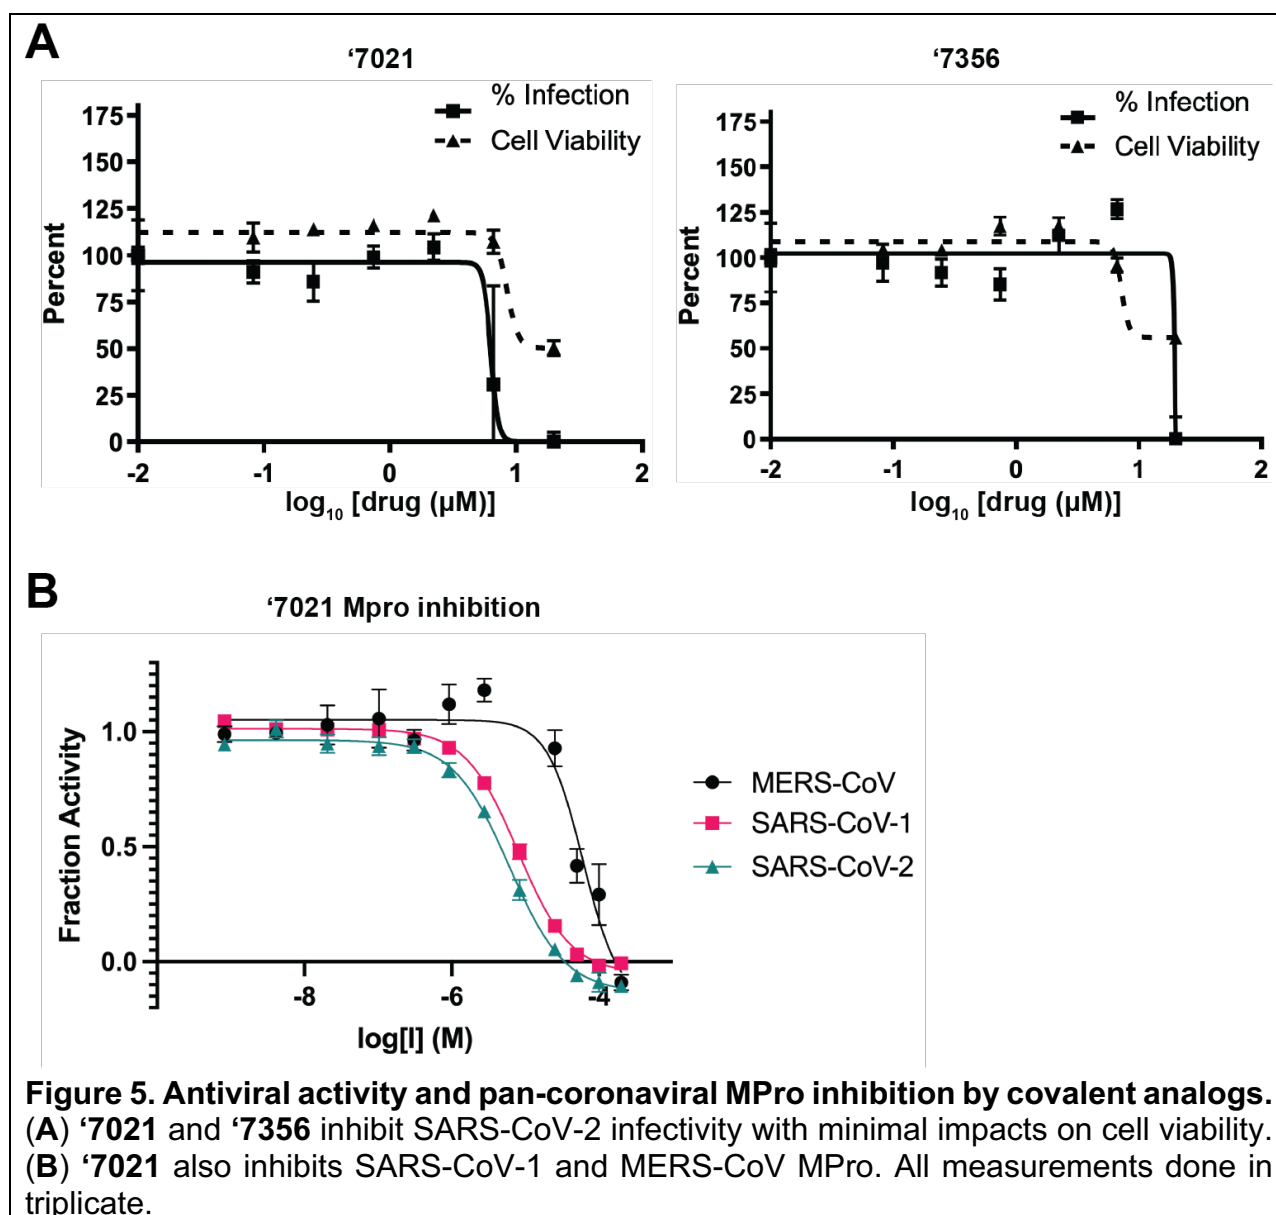 A
‘7021
% Infection
Cell Viability
Percent
175
150
125
100
75
50
25
0
-2 -1 0 1 2
log10 [drug (µM)]
‘7356
% Infection
Cell Viability
Percent
175
150
125
100
75
50
25
0
-2 -1 0 1 2
log10 [drug (µM)]
B
‘7021 Mpro inhibition
Fraction Activity
1.0
0.5
0.0
-8 -6 -4
log[I] (M)
MERS-CoV
SARS-CoV-1
SARS-CoV-2
Figure 5. Antiviral activity and pan-coronaviral MPro inhibition by covalent analogs.
(A) ‘7021 and ‘7356 inhibit SARS-CoV-2 infectivity with minimal impacts on cell viability.
(B) ‘7021 also inhibits SARS-CoV-1 and MERS-CoV MPro. All measurements done in
triplicate.